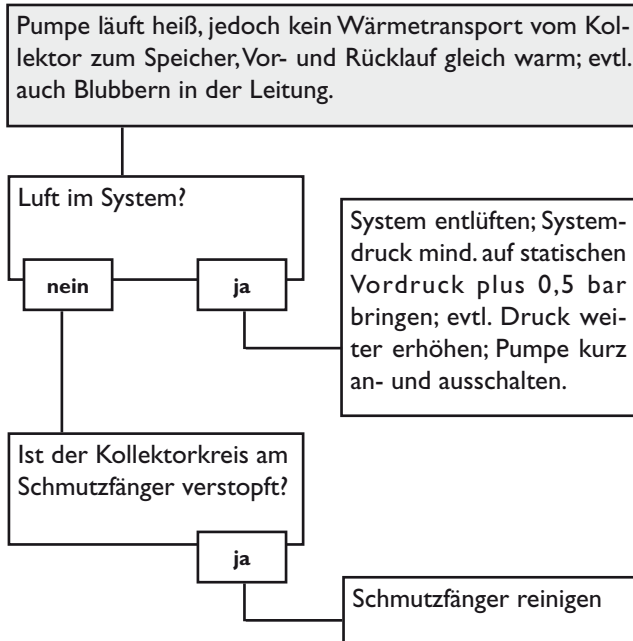 Pumpe läuft heiß, jedoch kein Wärmetransport vom Kol-
lektor zum Speicher, Vor- und Rücklauf gleich warm; evtl.
auch Blubbern in der Leitung.
Luft im System?
nein
ja
System entlüften; System-
druck mind. auf statischen
Vordruck plus 0,5 bar
bringen; evtl. Druck wei-
ter erhöhen; Pumpe kurz
an- und ausschalten.
Ist der Kollektorkreis am
Schmutzfänger verstopft?
ja
Schmutzfänger reinigen